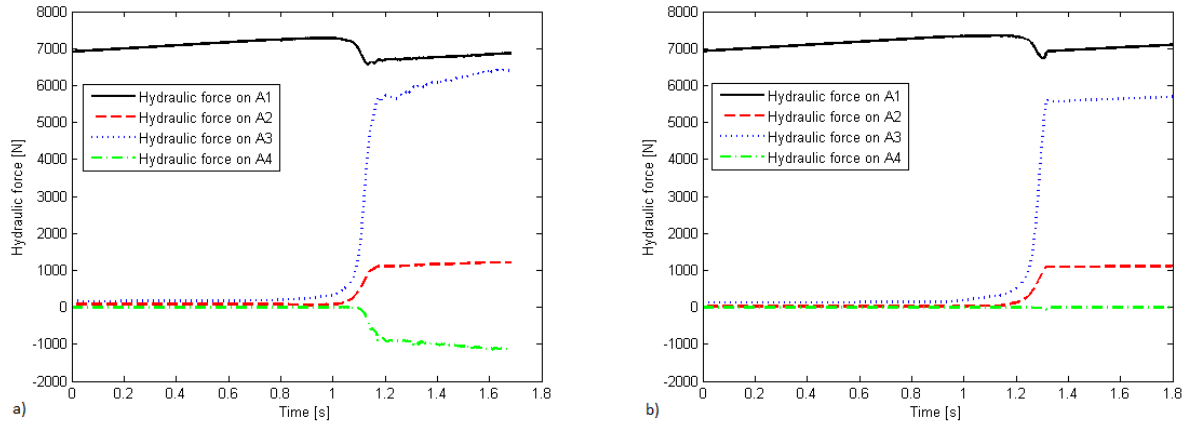 8000
7000
6000
5000
4000
3000
2000
1000
0
-1000
-2000
Hydraulic force [N]
Hydraulic force on A1
Hydraulic force on A2
Hydraulic force on A3
Hydraulic force on A4
0 0.2 0.4 0.6 0.8 1 1.2 1.4 1.6 1.8
Time [s]
a)
8000
7000
6000
5000
4000
3000
2000
1000
0
-1000
-2000
Hydraulic force [N]
Hydraulic force on A1
Hydraulic force on A2
Hydraulic force on A3
Hydraulic force on A4
0 0.2 0.4 0.6 0.8 1 1.2 1.4 1.6 1.8
Time [s]
b)